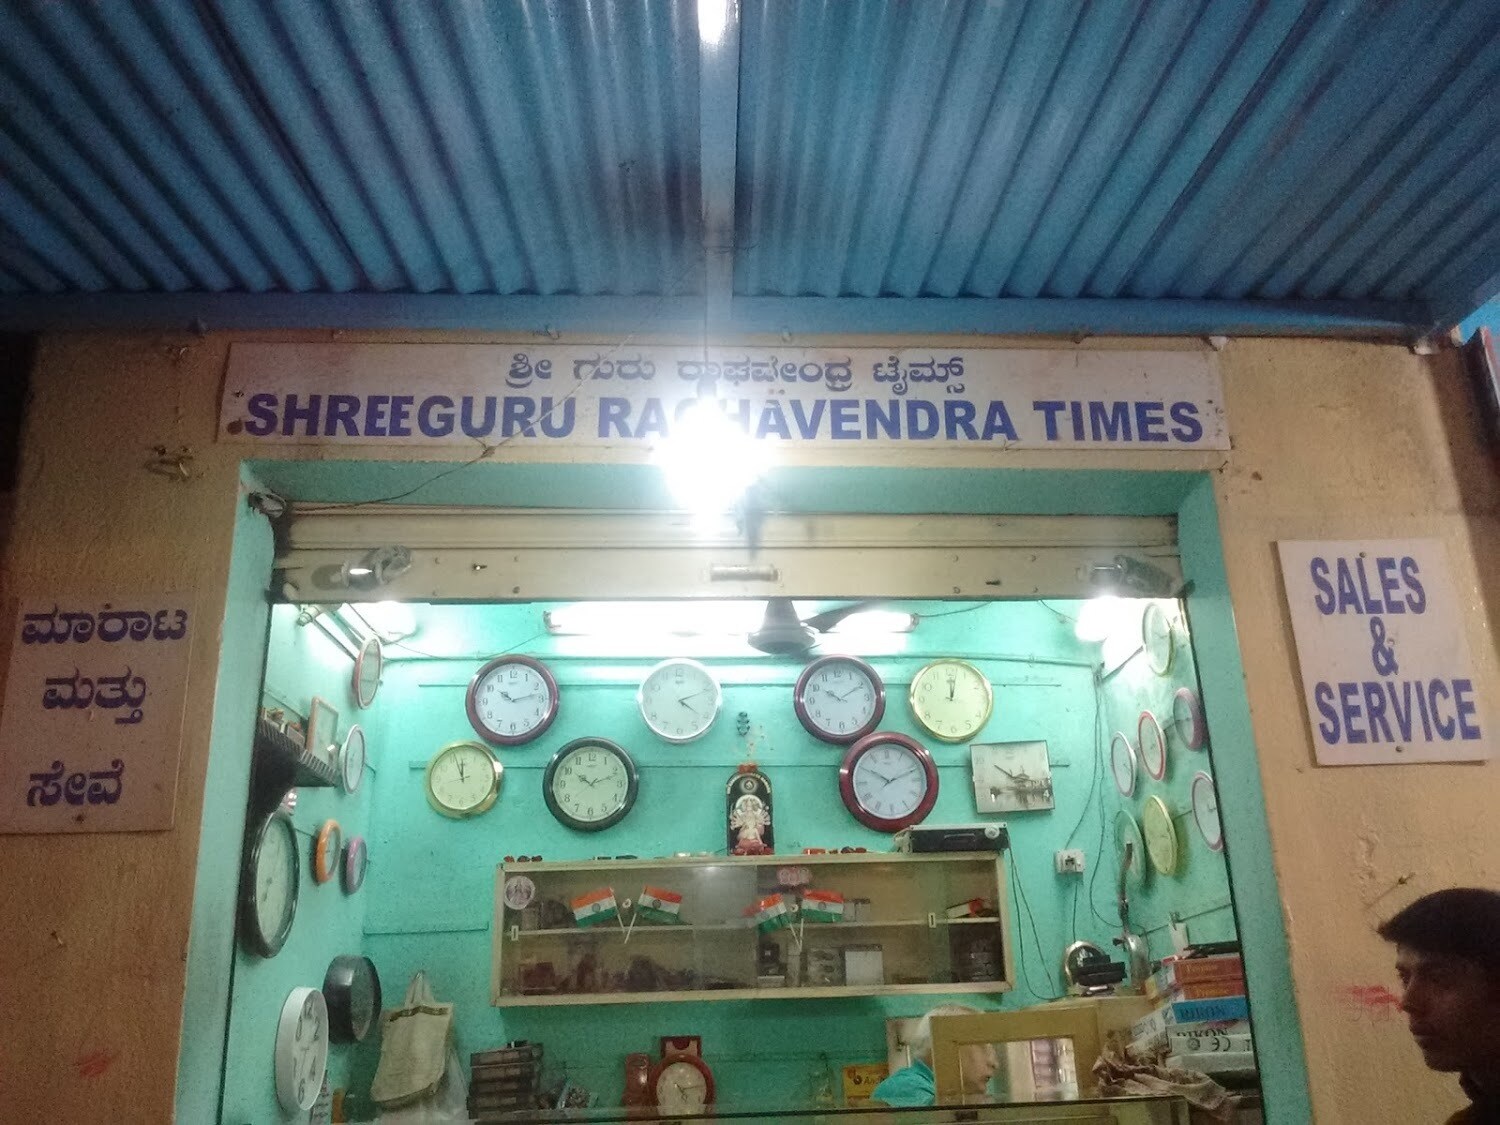 ಶ್ರೀ ಗುರು ರಾಘವೇಂದ್ರ ಟೈಮ್ಸ್
SHREEGURU RAGHAVENDRA TIMES
ಮಾರಾಟ
ಮತ್ತು
ಸೇವೆ
SALES
&
SERVICE